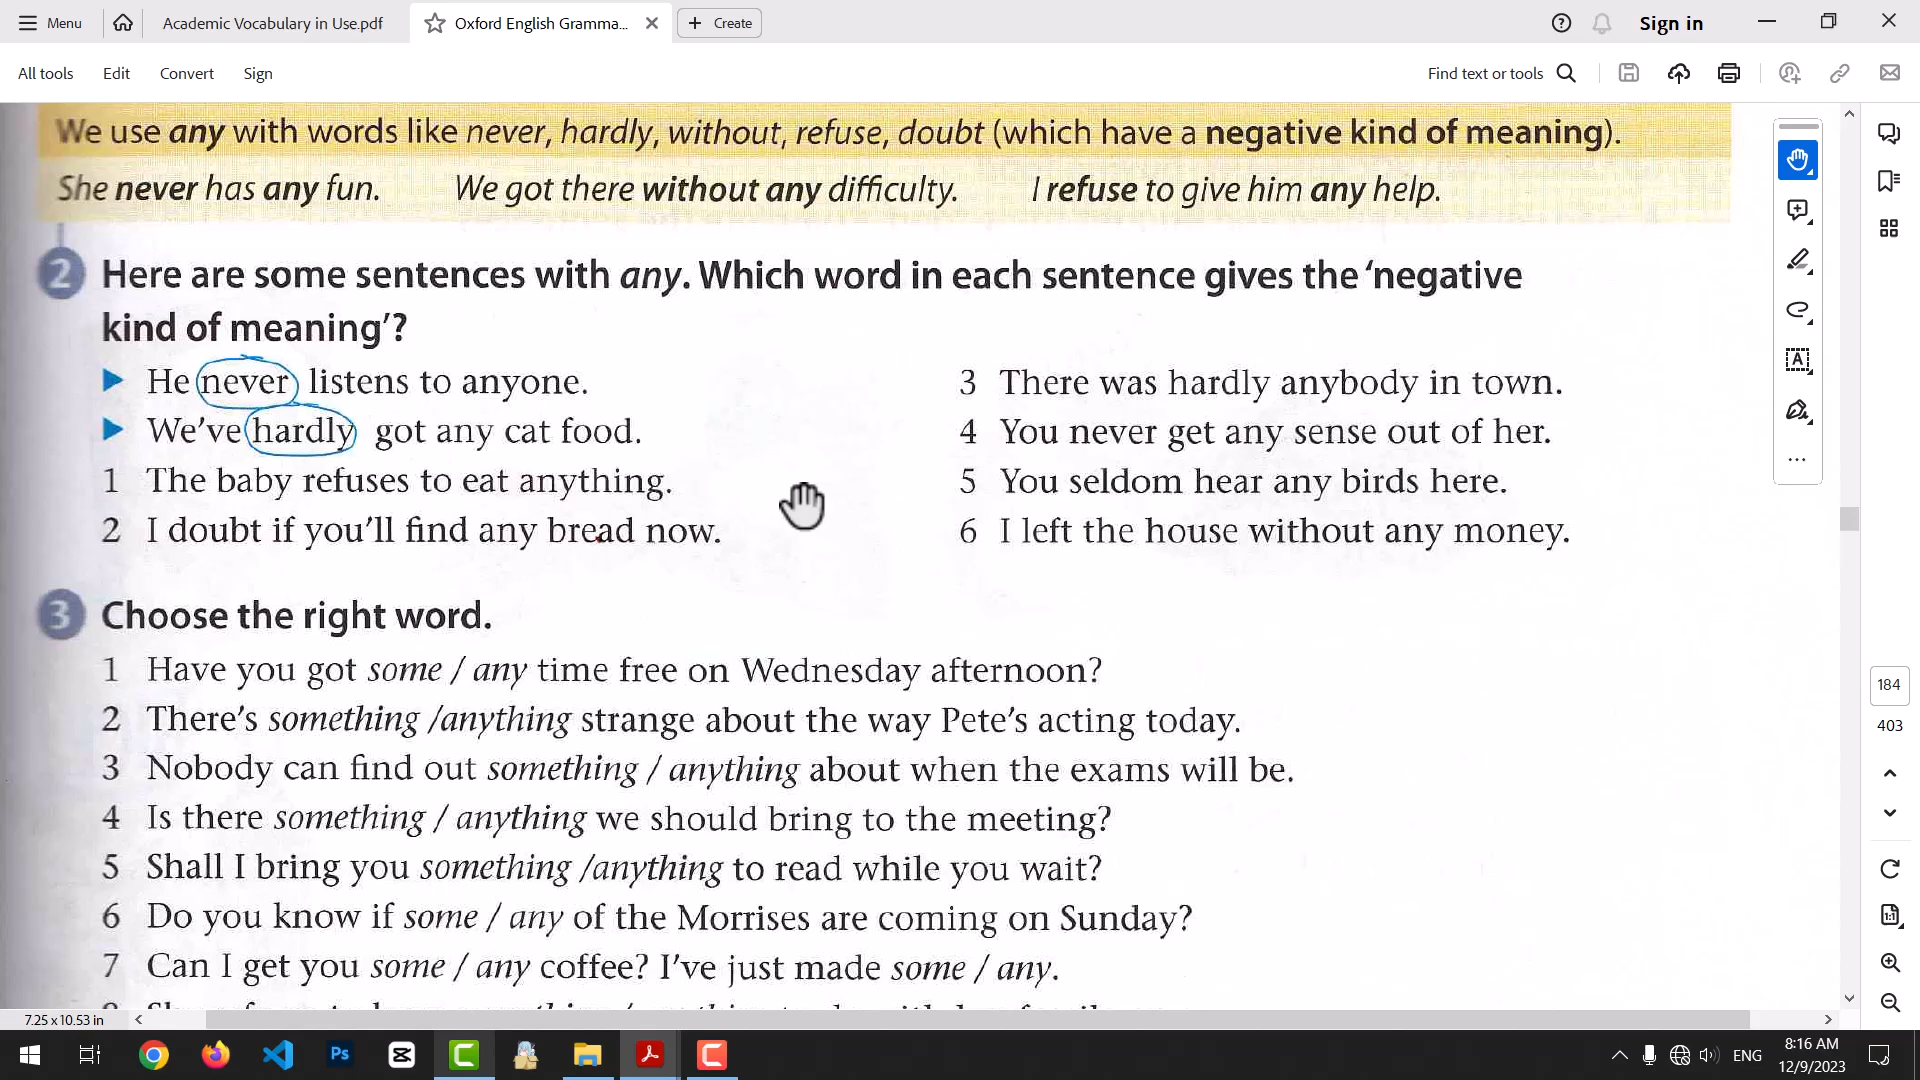 Menu
Academic Vocabulary in Use.pdf
Oxford English Gramma...
Create
Sign in
All tools
Edit
Convert
Sign
Find text or tools
We use any with words like never, hardly, without, refuse, doubt (which have a negative kind of meaning).
She never has any fun. We got there without any difficulty. I refuse to give him any help.
2 Here are some sentences with any. Which word in each sentence gives the ‘negative
kind of meaning’?
He never listens to anyone.
We’ve hardly got any cat food.
1 The baby refuses to eat anything.
2 I doubt if you’ll find any bread now.
3 There was hardly anybody in town.
4 You never get any sense out of her.
5 You seldom hear any birds here.
6 I left the house without any money.
3 Choose the right word.
1 Have you got some / any time free on Wednesday afternoon?
2 There’s something /anything strange about the way Pete’s acting today.
3 Nobody can find out something / anything about when the exams will be.
4 Is there something / anything we should bring to the meeting?
5 Shall I bring you something /anything to read while you wait?
6 Do you know if some / any of the Morrises are coming on Sunday?
7 Can I get you some / any coffee? I’ve just made some / any.
184
403
7.25 x 10.53 in
Ps
ENG
8:16 AM
12/9/2023